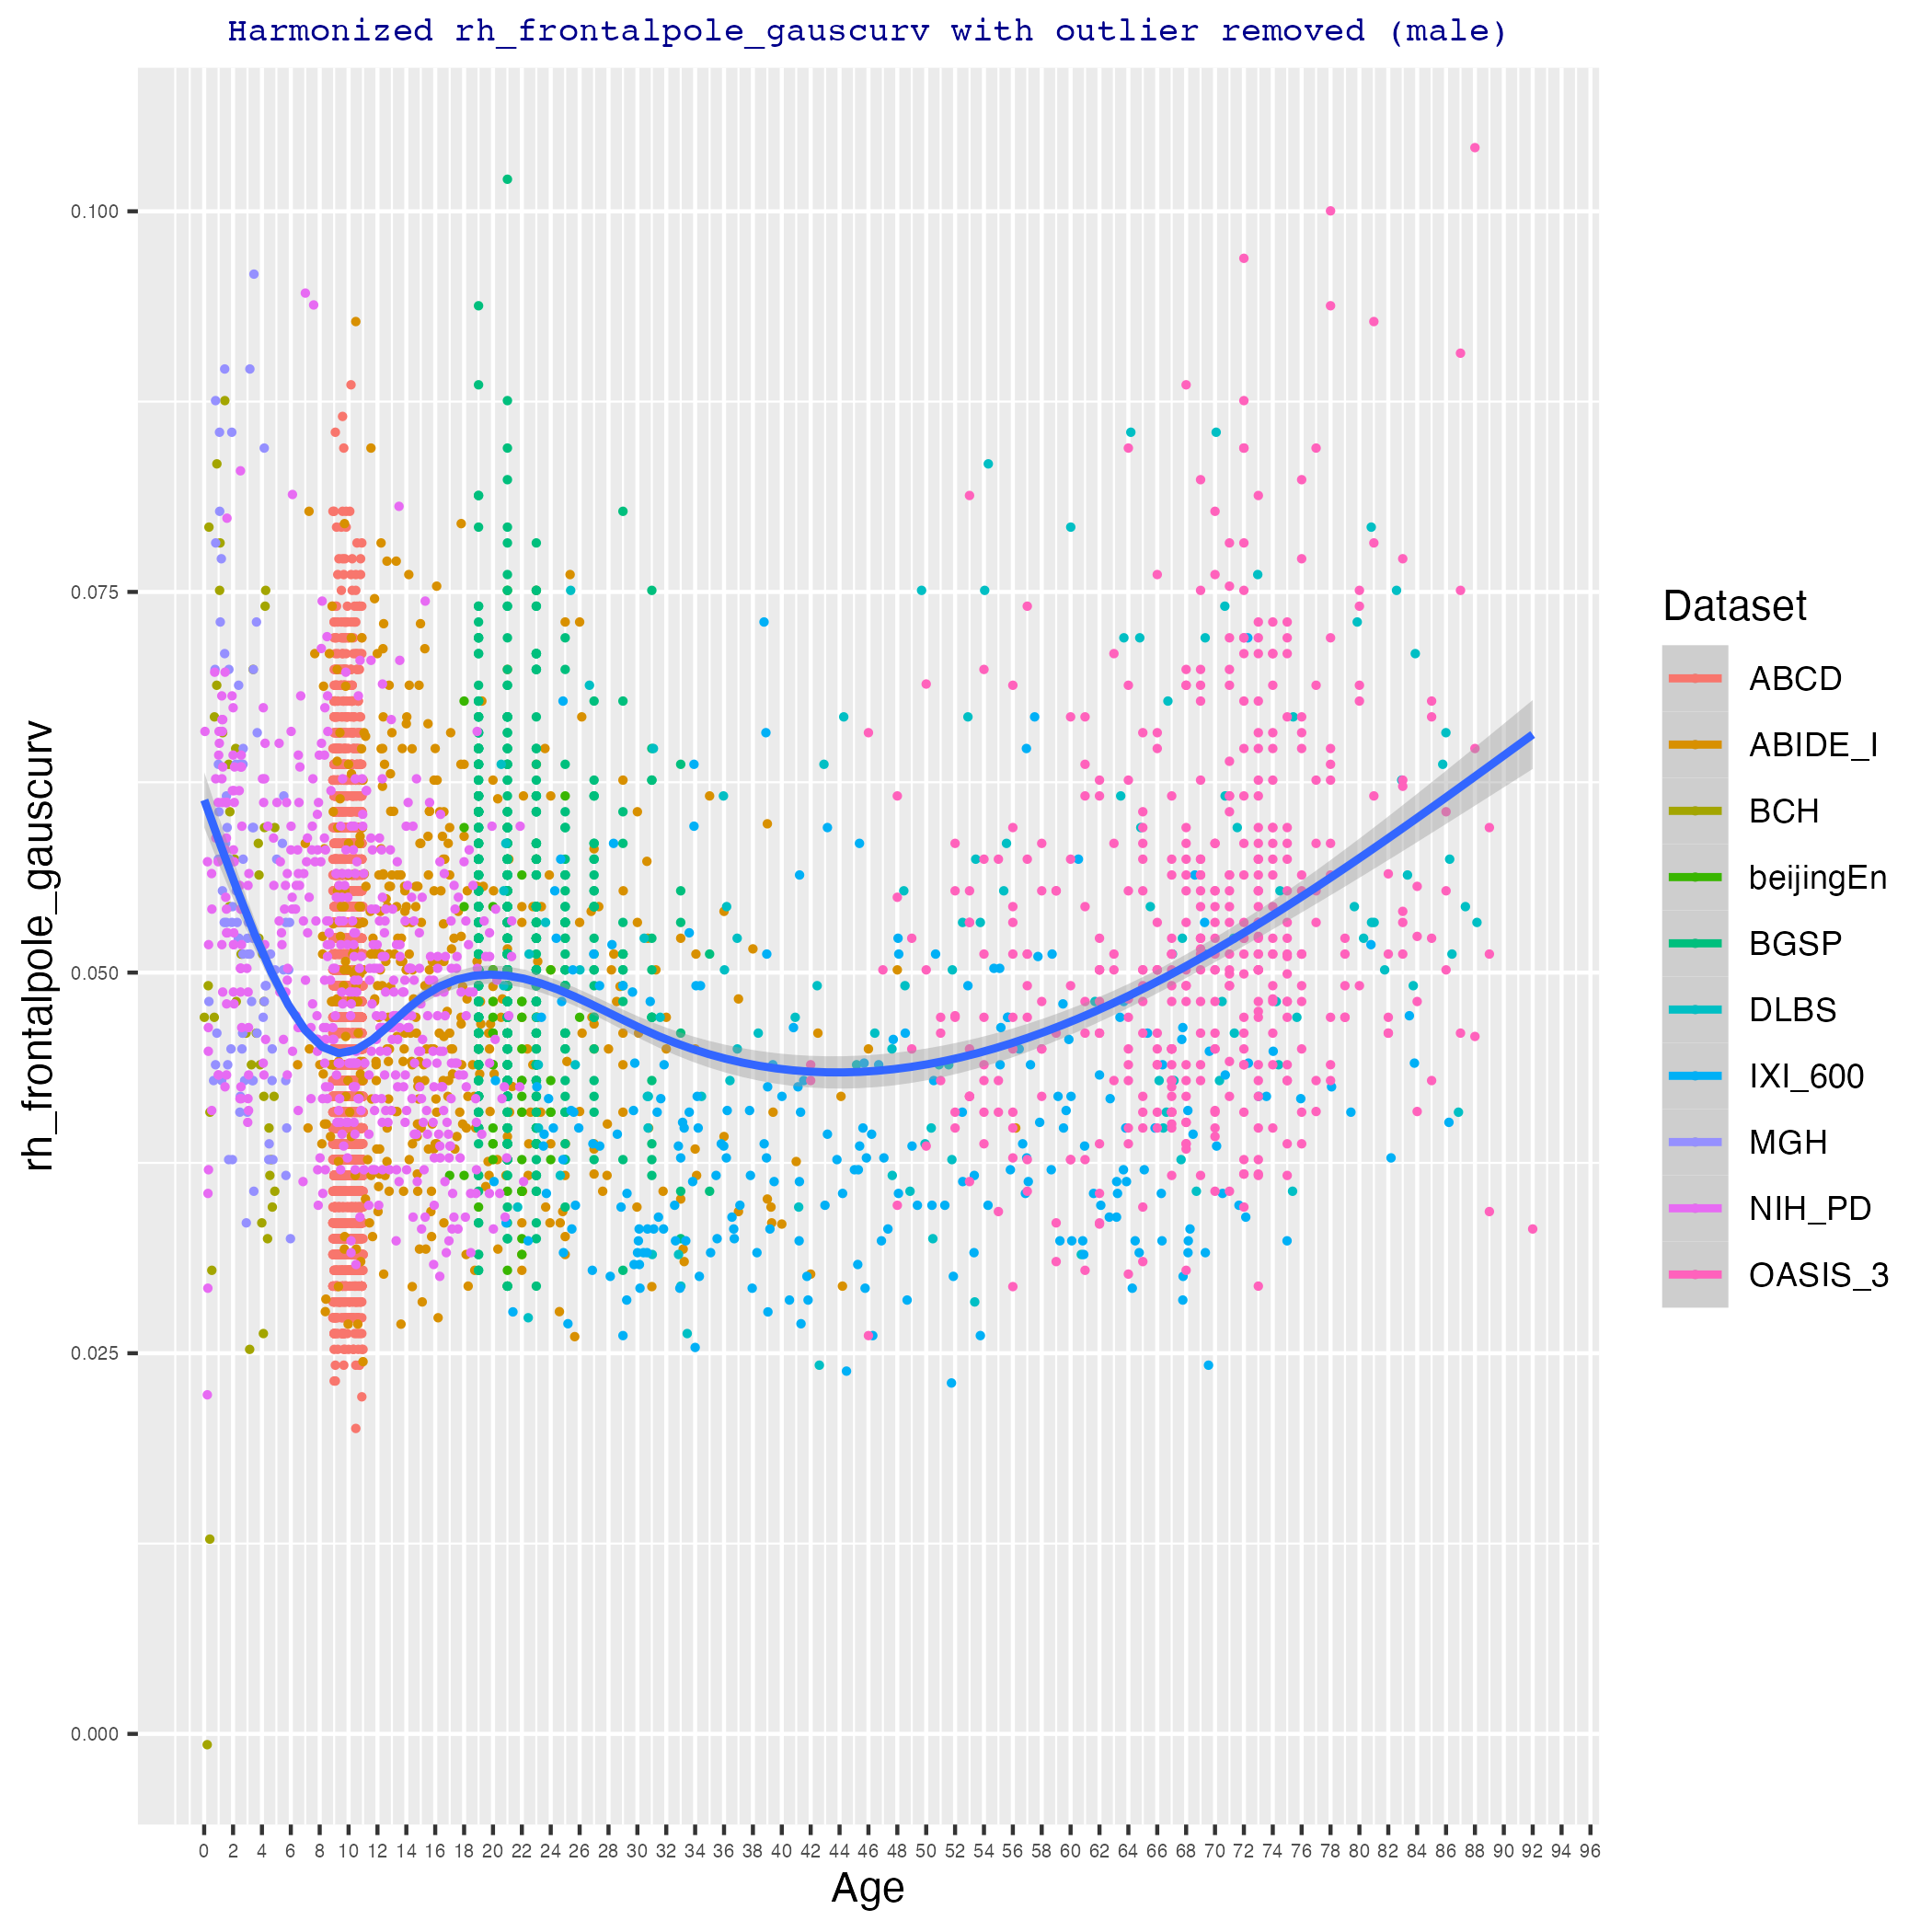 Harmonized rh_frontalpole_gauscurv with outlier removed (male)
rh_frontalpole_gauscurv
0.100
0.075
0.050
0.025
0.000
0 2 4 6 8 10 12 14 16 18 20 22 24 26 28 30 32 34 36 38 40 42 44 46 48 50 52 54 56 58 60 62 64 66 68 70 72 74 76 78 80 82 84 86 88 90 92 94 96
Age
Dataset
ABCD
ABIDE_I
BCH
beijingEn
BGSP
DLBS
IXI_600
MGH
NIH_PD
OASIS_3